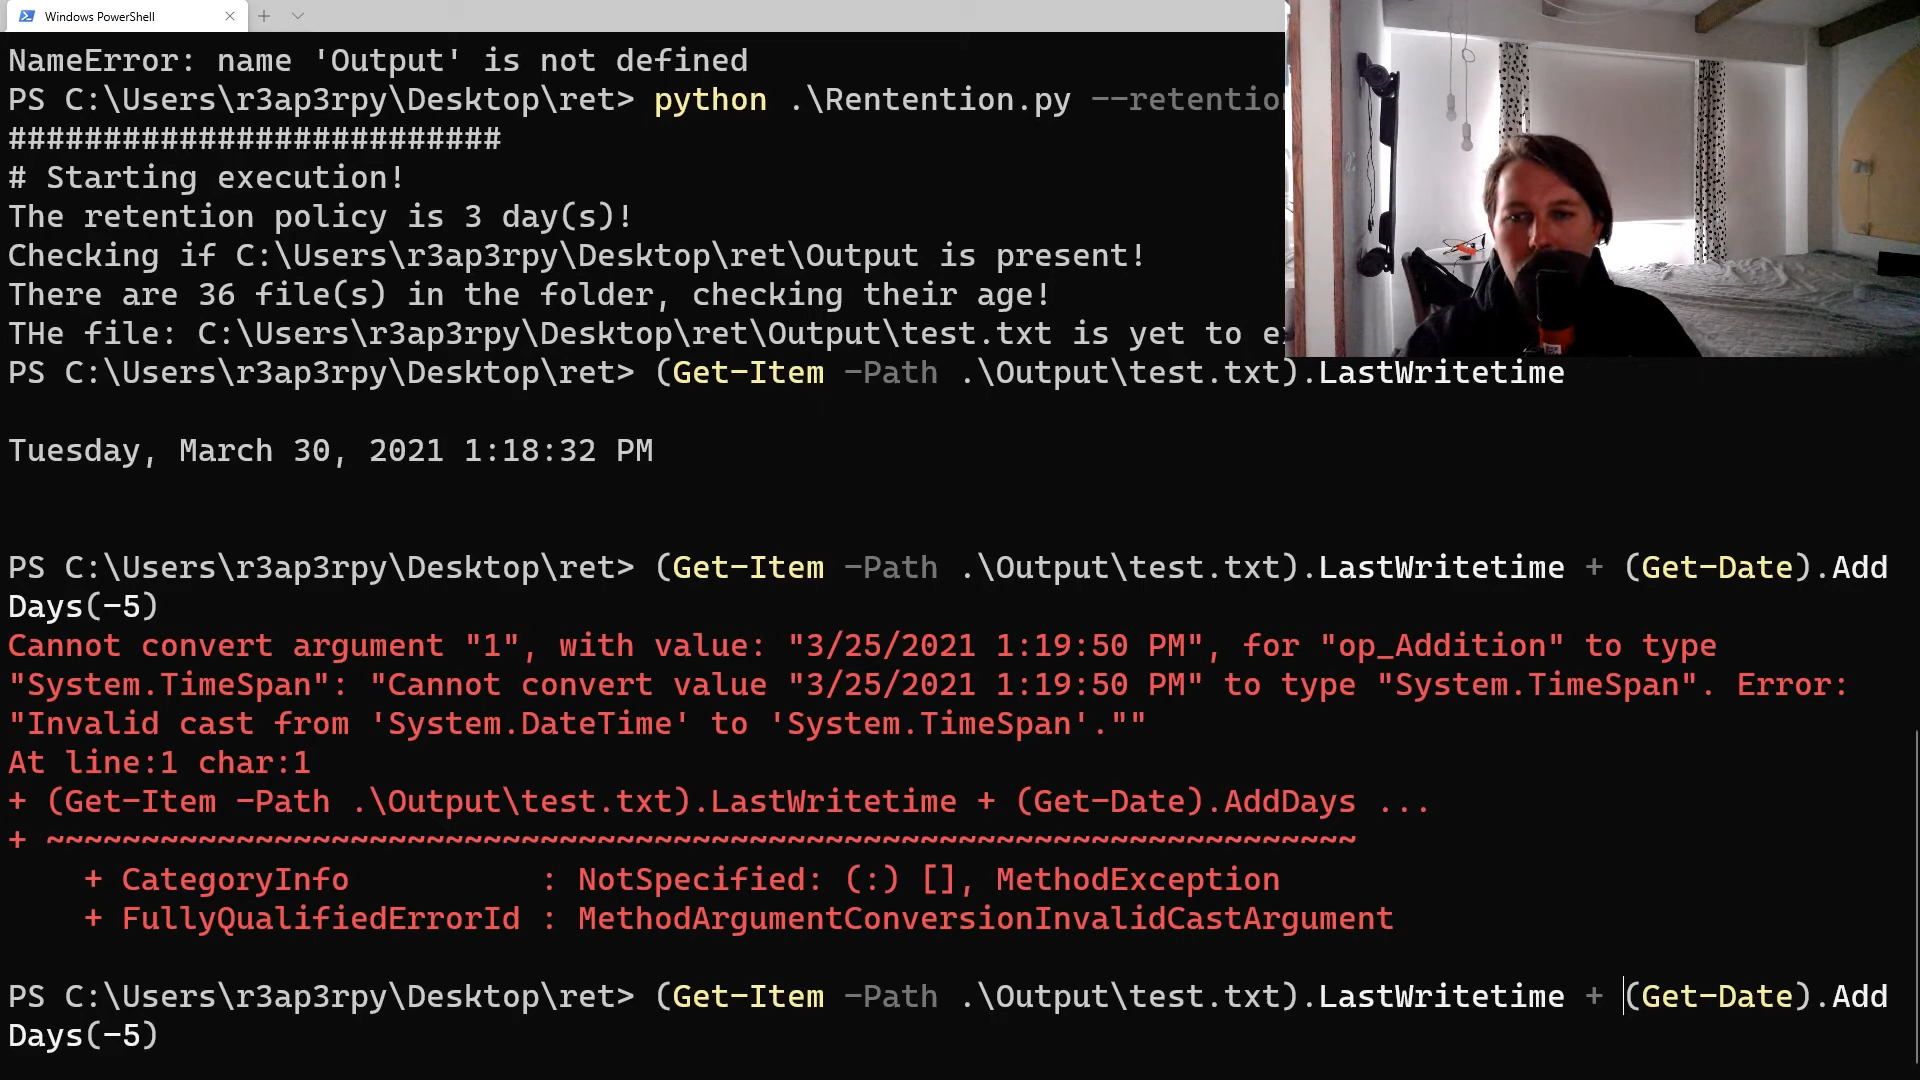 Windows PowerShell
NameError: name 'Output' is not defined
PS C:\Users\r3ap3rpy\Desktop\ret> python .\Rentention.py --retention
##########################
# Starting execution!
The retention policy is 3 day(s)!
Checking if C:\Users\r3ap3rpy\Desktop\ret\Output is present!
There are 36 file(s) in the folder, checking their age!
THe file: C:\Users\r3ap3rpy\Desktop\ret\Output\test.txt is yet to
PS C:\Users\r3ap3rpy\Desktop\ret> (Get-Item -Path .\Output\test.txt).LastWritetime
Tuesday, March 30, 2021 1:18:32 PM
PS C:\Users\r3ap3rpy\Desktop\ret> (Get-Item -Path .\Output\test.txt).LastWritetime + (Get-Date).Add
Days(-5)
Cannot convert argument "1", with value: "3/25/2021 1:19:50 PM", for "op_Addition" to type
"System.TimeSpan": "Cannot convert value "3/25/2021 1:19:50 PM" to type "System.TimeSpan". Error:
"Invalid cast from 'System.DateTime' to 'System.TimeSpan'.""
At line:1 char:1
+ (Get-Item -Path .\Output\test.txt).LastWritetime + (Get-Date).AddDays ...
+ ~~~~~~~~~~~~~~~~~~~~~~~~~~~~~~~~~~~~~~~~~~~~~~~~~~~~~~~~~~~~~~~~~~~~~
    + CategoryInfo          : NotSpecified: (:) [], MethodException
    + FullyQualifiedErrorId : MethodArgumentConversionInvalidCastArgument
PS C:\Users\r3ap3rpy\Desktop\ret> (Get-Item -Path .\Output\test.txt).LastWritetime + (Get-Date).Add
Days(-5)